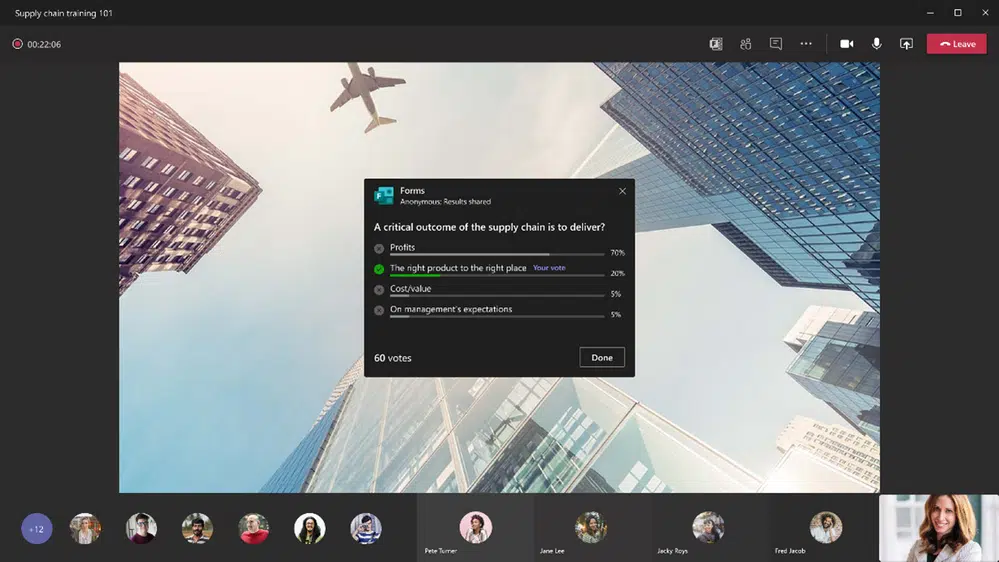 Supply chain training 101
00:22:06
Leave
Forms
Anonymous; Results shared
A critical outcome of the supply chain is to deliver?
Profits
70%
The right product to the right place Your vote
20%
Cost/value
5%
On management's expectations
5%
60 votes
Done
+12
Pete Turner
Jane Lee
Jacky Roys
Fred Jacob